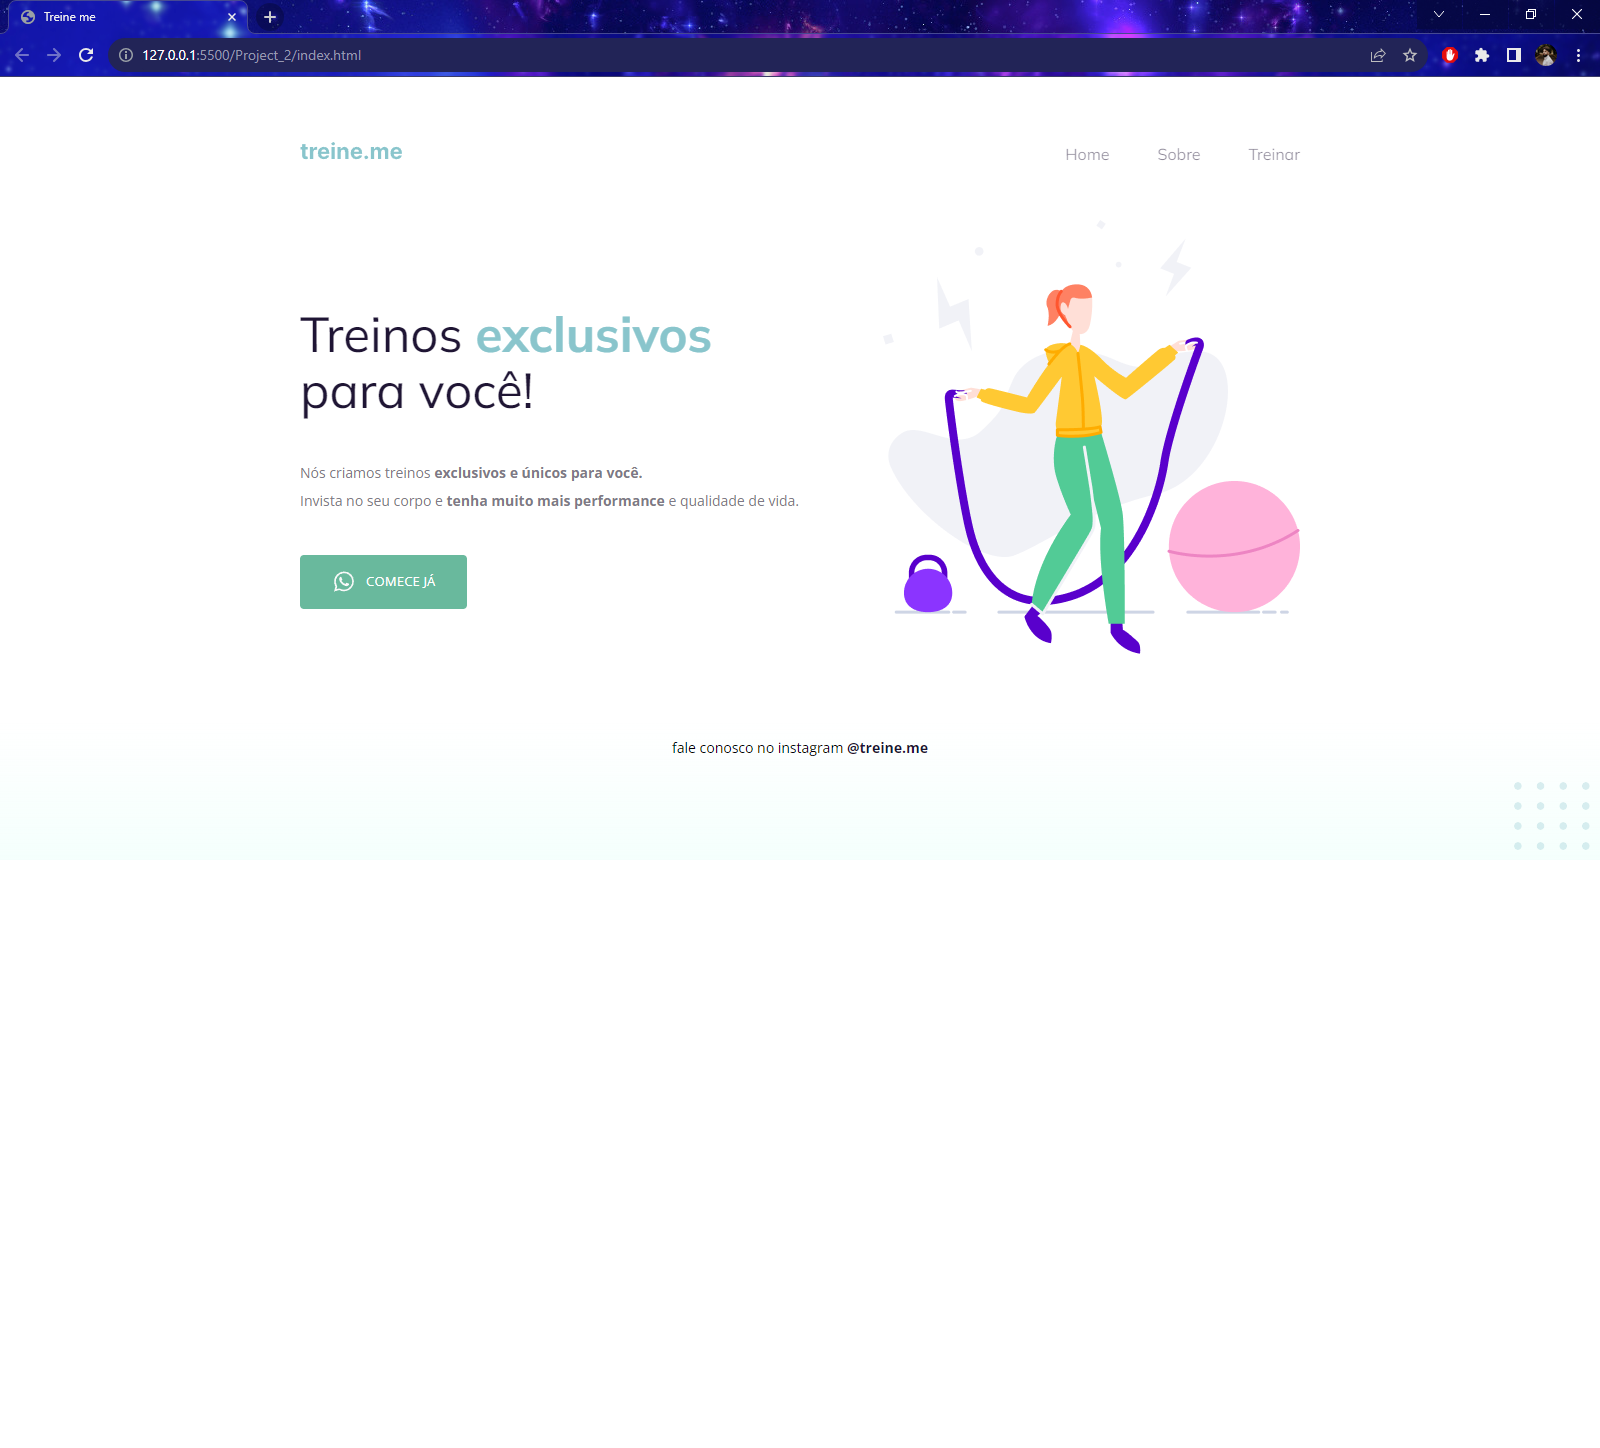 Treine me
127.0.0.1:5500/Project_2/index.html
treine.me
Home
Sobre
Treinar
Treinos exclusivos
para você!
Nós criamos treinos exclusivos e únicos para você.
Invista no seu corpo e tenha muito mais performance e qualidade de vida.
COMECE JÁ
fale conosco no instagram @treine.me